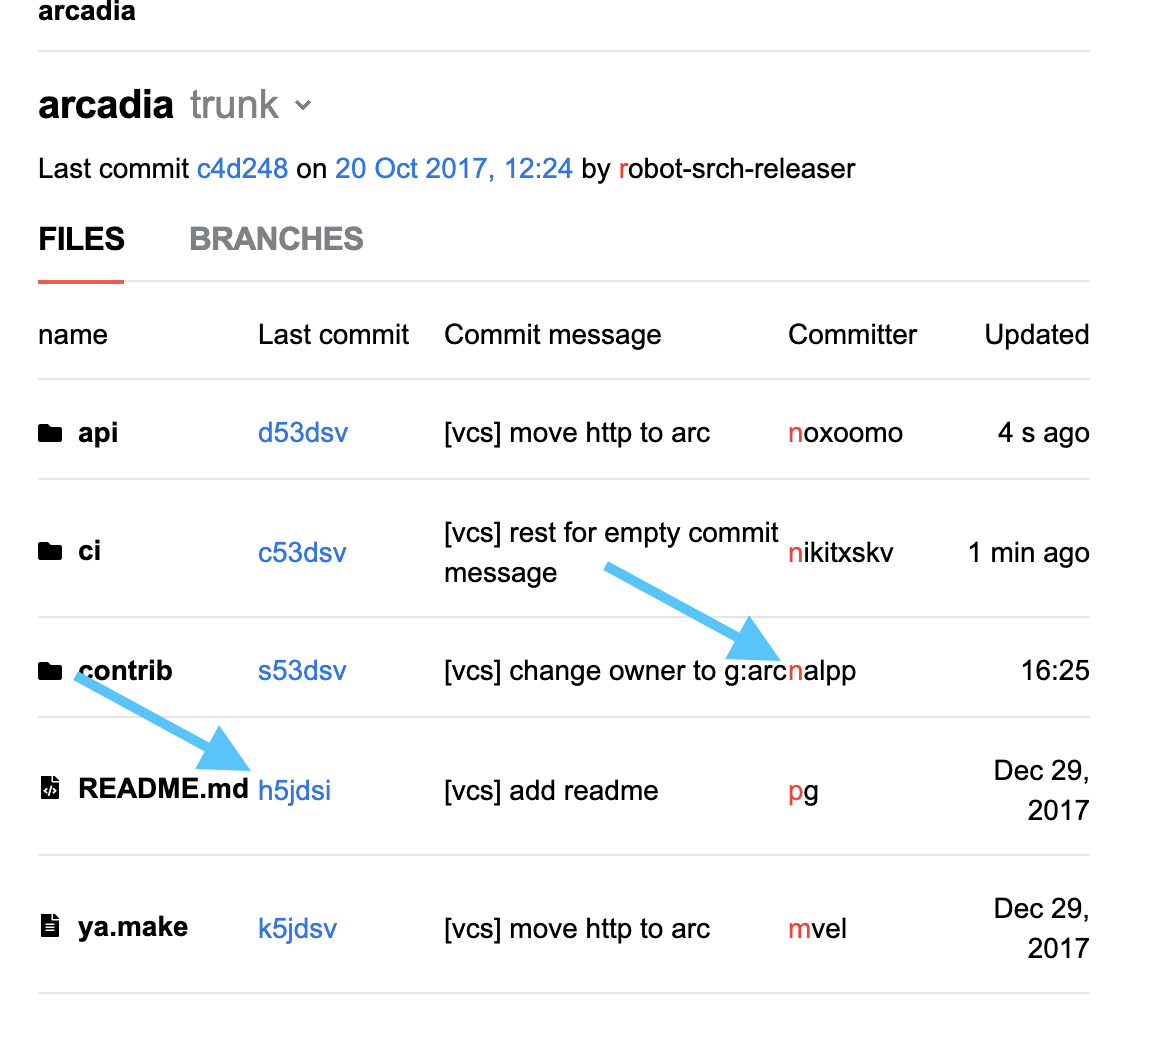 arcadia
arcadia trunk
Last commit c4d248 on 20 Oct 2017, 12:24 by robot-srch-releaser
FILES BRANCHES
name Last commit Commit message Committer Updated
api d53dsv [vcs] move http to arc noxoomo 4 s ago
ci c53dsv [vcs] rest for empty commit message nikitxskv 1 min ago
contrib s53dsv [vcs] change owner to g:arc nalpp 16:25
README.md h5jdsi [vcs] add readme pg Dec 29, 2017
ya.make k5jdsv [vcs] move http to arc mvel Dec 29, 2017